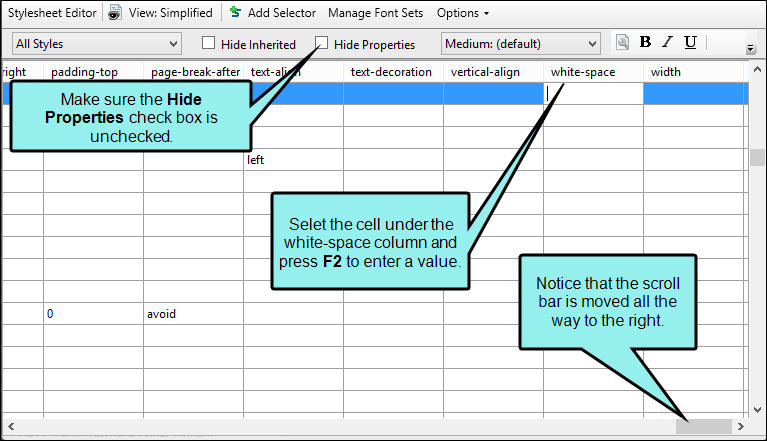 Stylesheet Editor View: Simplified Add Selector Manage Font Sets Options
All Styles Hide Inherited Hide Properties Medium: (default) B I U
right padding-top page-break-after text-align text-decoration vertical-align white-space width
Make sure the Hide
Properties check box is
unchecked.
left
Selet the cell under the
white-space column and
press F2 to enter a value.
Notice that the scroll
bar is moved all the
way to the right.
0 avoid